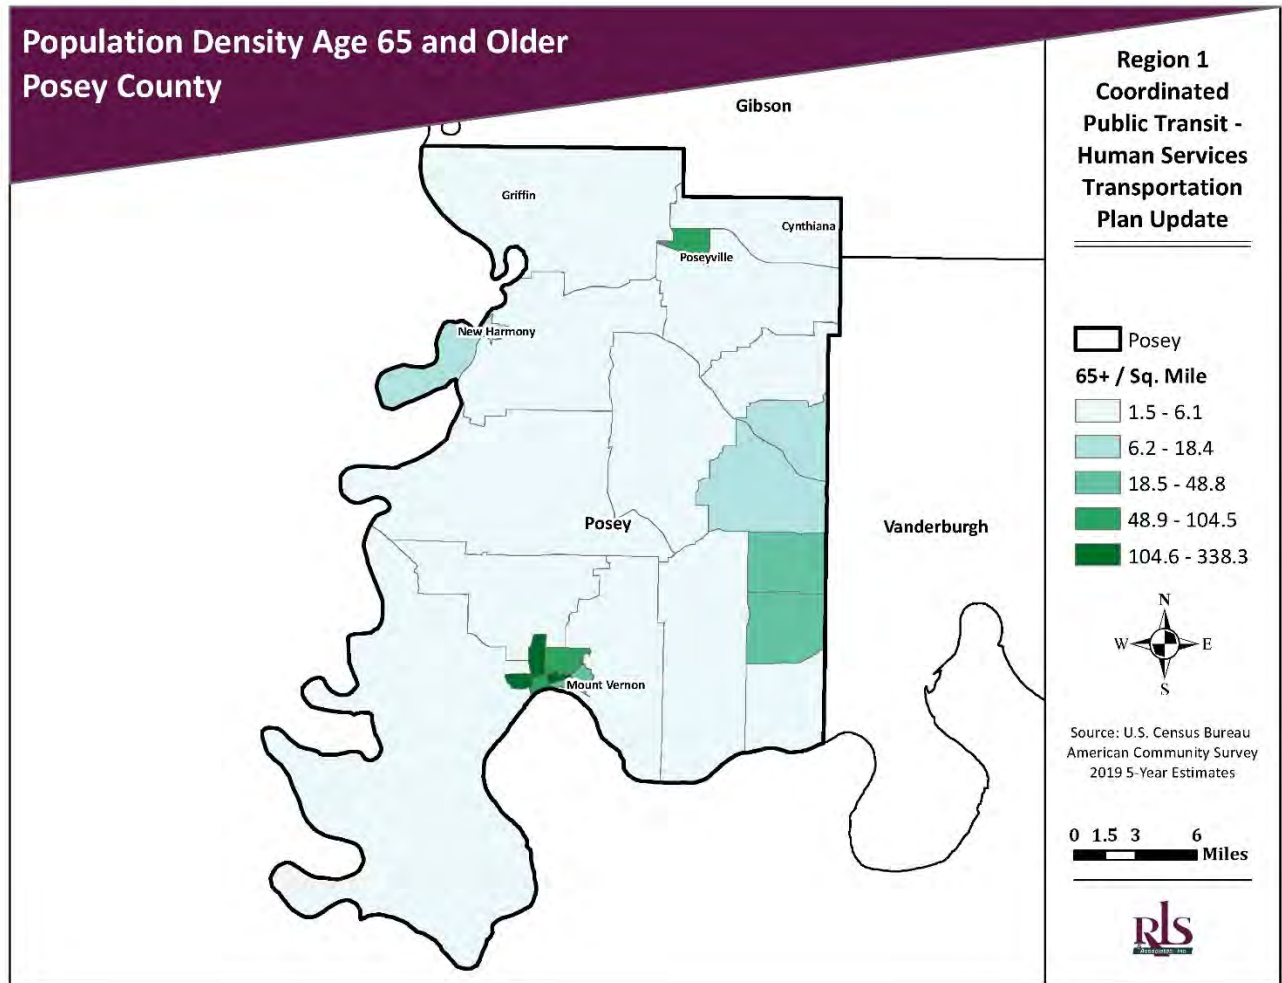 Population Density Age 65 and Older
Posey County
Region 1
Coordinated
Public Transit -
Human Services
Transportation
Plan Update
Gibson
Griffin
Cynthiana
Poseyville
New Harmony
Posey
Vanderburgh
Mount Vernon
Posey
65+ / Sq. Mile
1.5 - 6.1
6.2 - 18.4
18.5 - 48.8
48.9 - 104.5
104.6 - 338.3
N
W E
S
Source: U.S. Census Bureau
American Community Survey
2019 5-Year Estimates
0 1.5 3 6
Miles
RLS
& Associates, Inc.